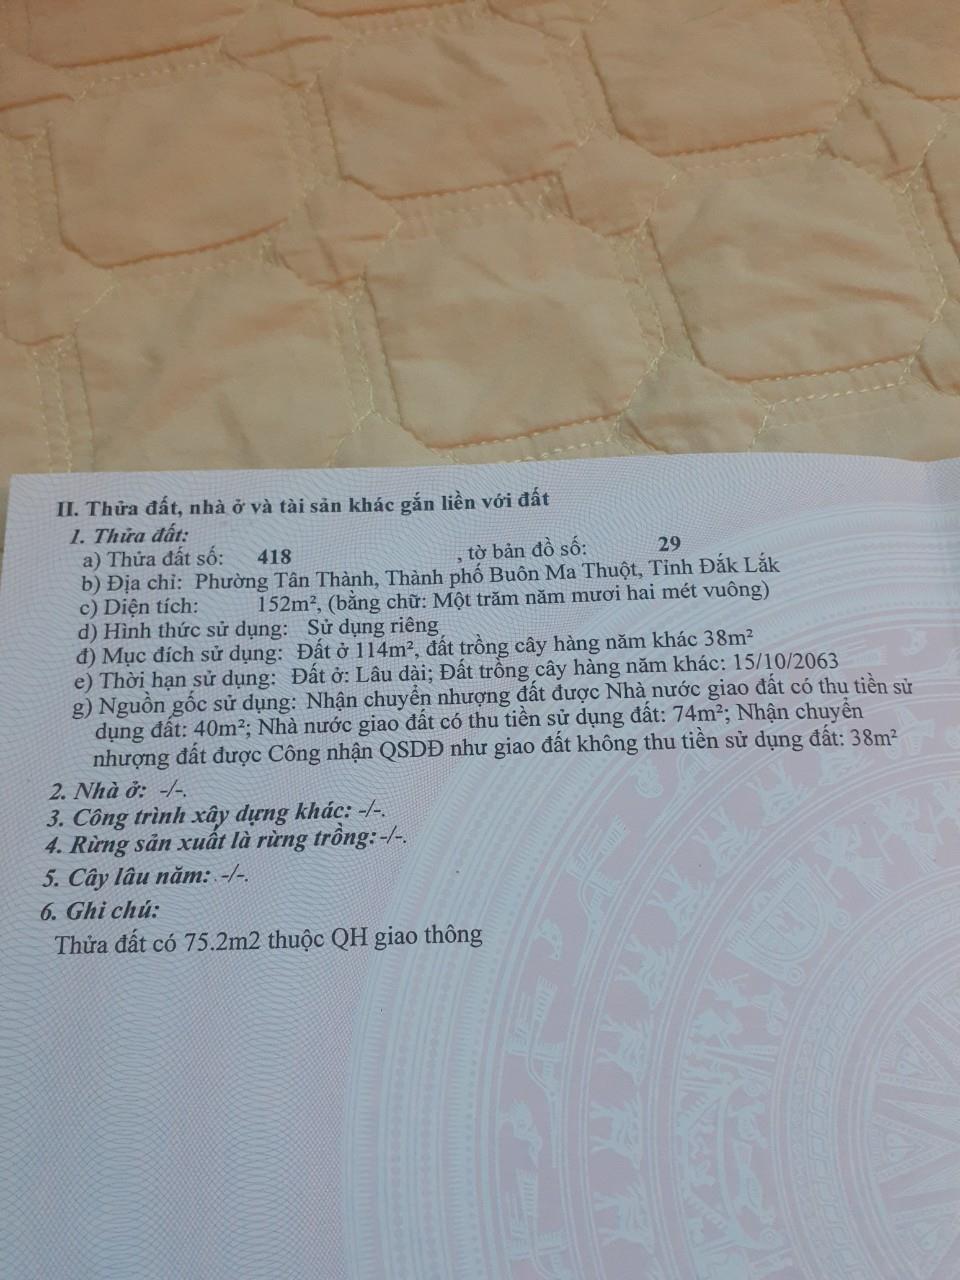 II. Thửa đất, nhà ở và tài sản khác gắn liền với đất
1. Thửa đất:
a) Thửa đất số: 418 , tờ bản đồ số: 29
b) Địa chỉ: Phường Tân Thành, Thành phố Buôn Ma Thuột, Tỉnh Đắk Lắk
c) Diện tích: 152m², (bằng chữ: Một trăm năm mươi hai mét vuông)
d) Hình thức sử dụng: Sử dụng riêng
đ) Mục đích sử dụng: Đất ở 114m², đất trồng cây hàng năm khác 38m²
e) Thời hạn sử dụng: Đất ở: Lâu dài; Đất trồng cây hàng năm khác: 15/10/2063
g) Nguồn gốc sử dụng: Nhận chuyển nhượng đất được Nhà nước giao đất có thu tiền sử
dụng đất: 40m²; Nhà nước giao đất có thu tiền sử dụng đất: 74m²; Nhận chuyển
nhượng đất được Công nhận QSDĐ như giao đất không thu tiền sử dụng đất: 38m²
2. Nhà ở: -/-.
3. Công trình xây dựng khác: -/-.
4. Rừng sản xuất là rừng trồng: -/-.
5. Cây lâu năm: -/-.
6. Ghi chú:
Thửa đất có 75.2m2 thuộc QH giao thông